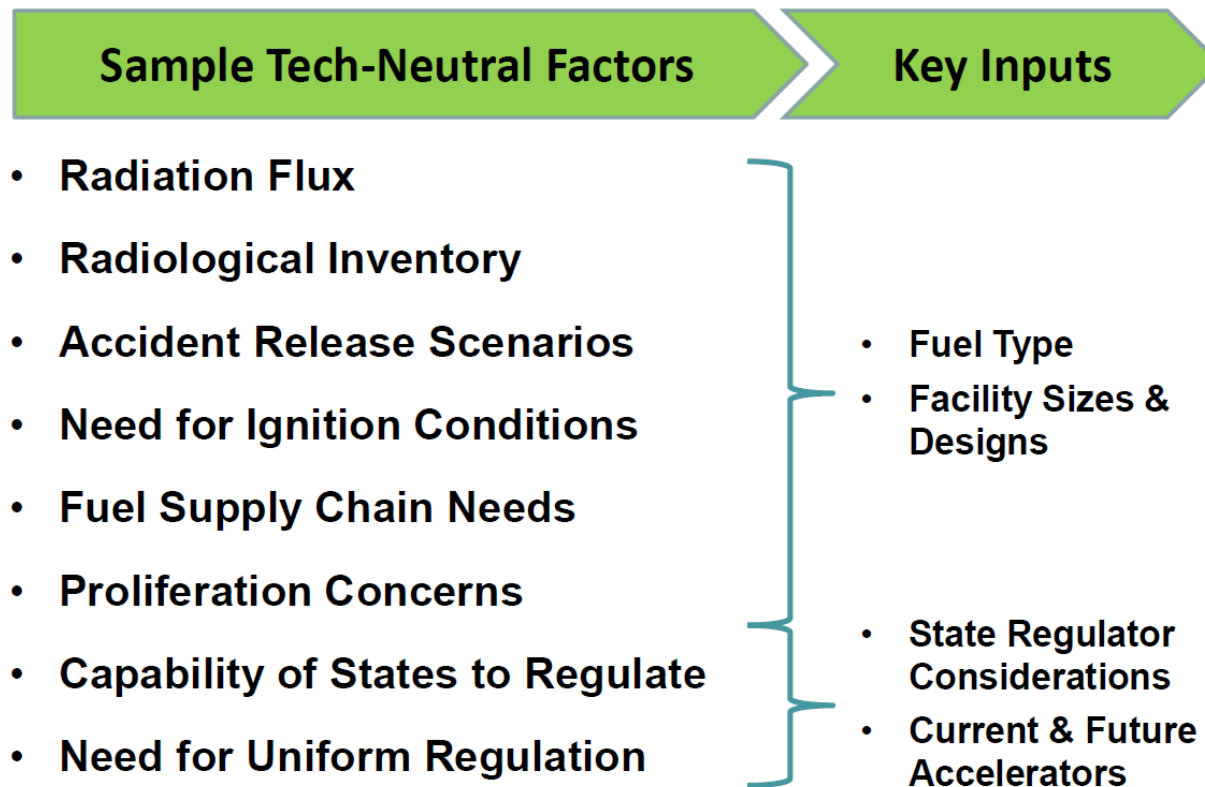 Sample Tech-Neutral Factors
Key Inputs
• Radiation Flux
• Radiological Inventory
• Accident Release Scenarios
• Need for Ignition Conditions
• Fuel Supply Chain Needs
• Proliferation Concerns
• Capability of States to Regulate
• Need for Uniform Regulation
• Fuel Type
• Facility Sizes &
Designs
• State Regulator
Considerations
• Current & Future
Accelerators